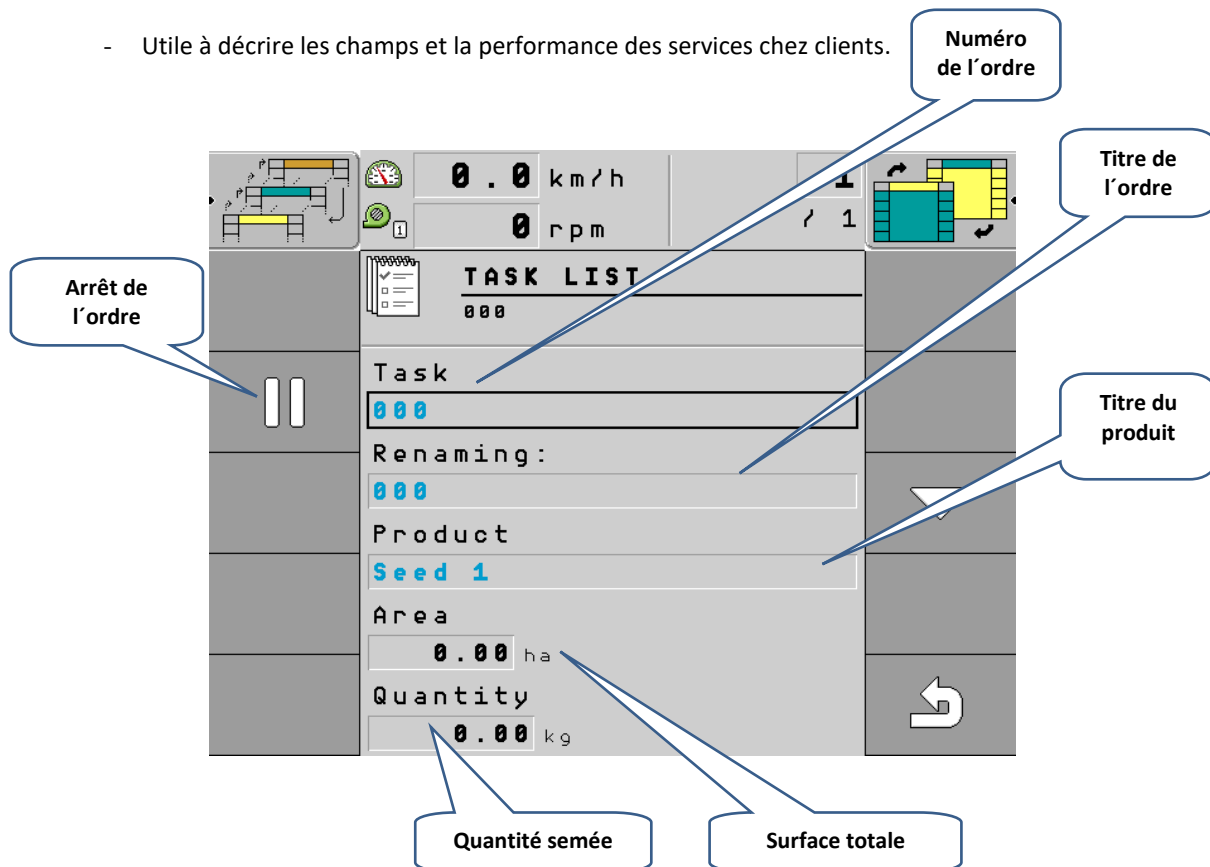 - Utile à décrire les champs et la performance des services chez clients.
Numéro
de l´ordre
Titre de
l´ordre
0.0 km/h
1
1
0 rpm
/ 1
TASK LIST
000
Arrêt de
l´ordre
Task
000
Titre du
produit
Renaming:
000
Product
Seed 1
Area
0.00 ha
Quantity
0.00 kg
Quantité semée
Surface totale